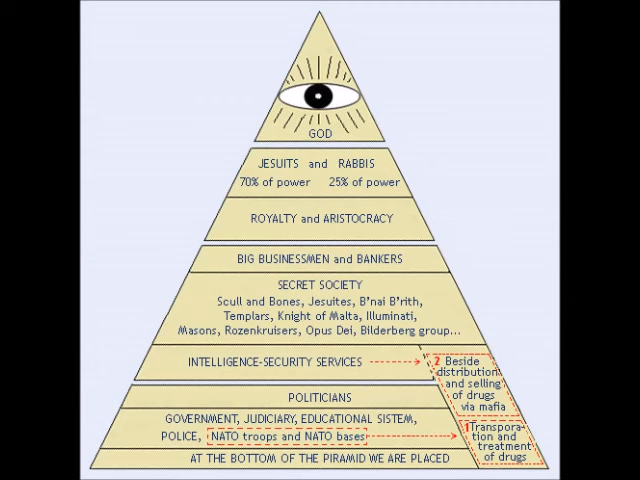 GOD
JESUITS and RABBIS
70% of power 25% of power
ROYALTY and ARISTOCRACY
BIG BUSINESSMEN and BANKERS
SECRET SOCIETY
Scull and Bones, Jesuites, B'nai B'rith,
Templars, Knight of Malta, Illuminati,
Masons, Rozenkruisers, Opus Dei, Bilderberg group...
INTELLIGENCE-SECURITY SERVICES
2 Beside
distribution
and selling
of drugs
via mafia
POLITICIANS
GOVERNMENT, JUDICIARY, EDUCATIONAL SISTEM,
POLICE, NATO troops and NATO bases
1 Transpora-
tion and
treatment
of drugs
AT THE BOTTOM OF THE PIRAMID WE ARE PLACED